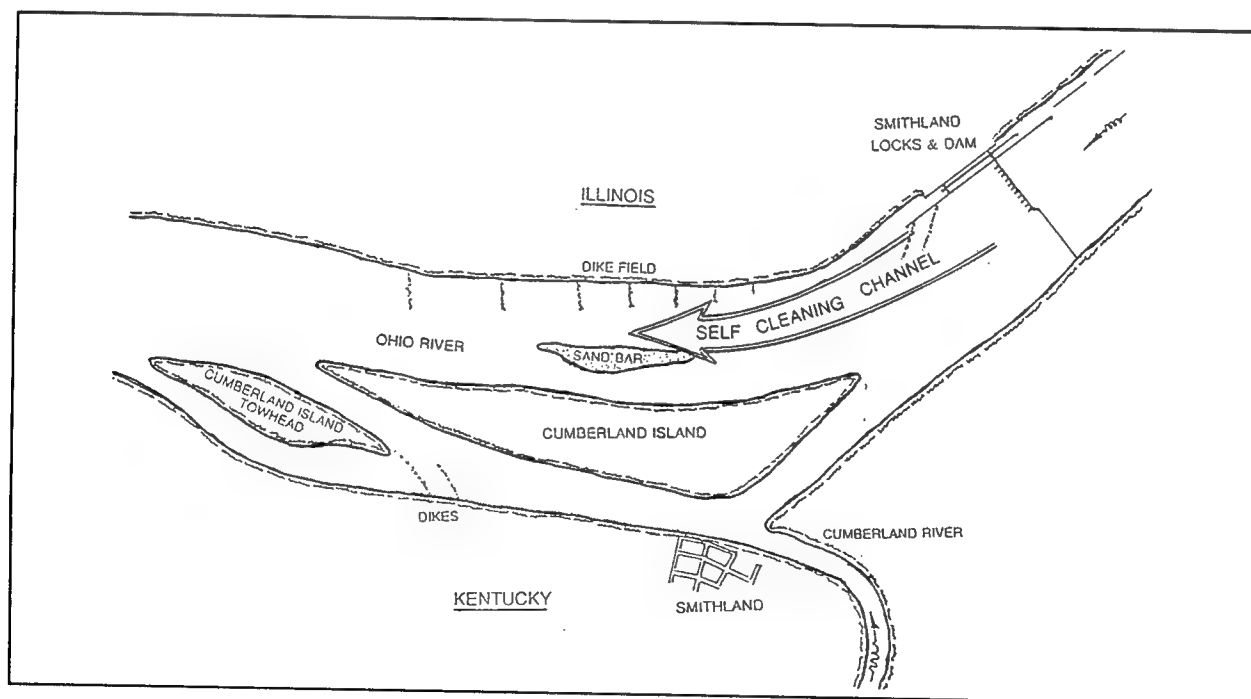 SMITHLAND
LOCKS & DAM
ILLINOIS
DIKE FIELD
SELF CLEANING CHANNEL
OHIO RIVER
SAND BAR
CUMBERLAND ISLAND
TOWHEAD
CUMBERLAND ISLAND
DIKES
CUMBERLAND RIVER
KENTUCKY
SMITHLAND